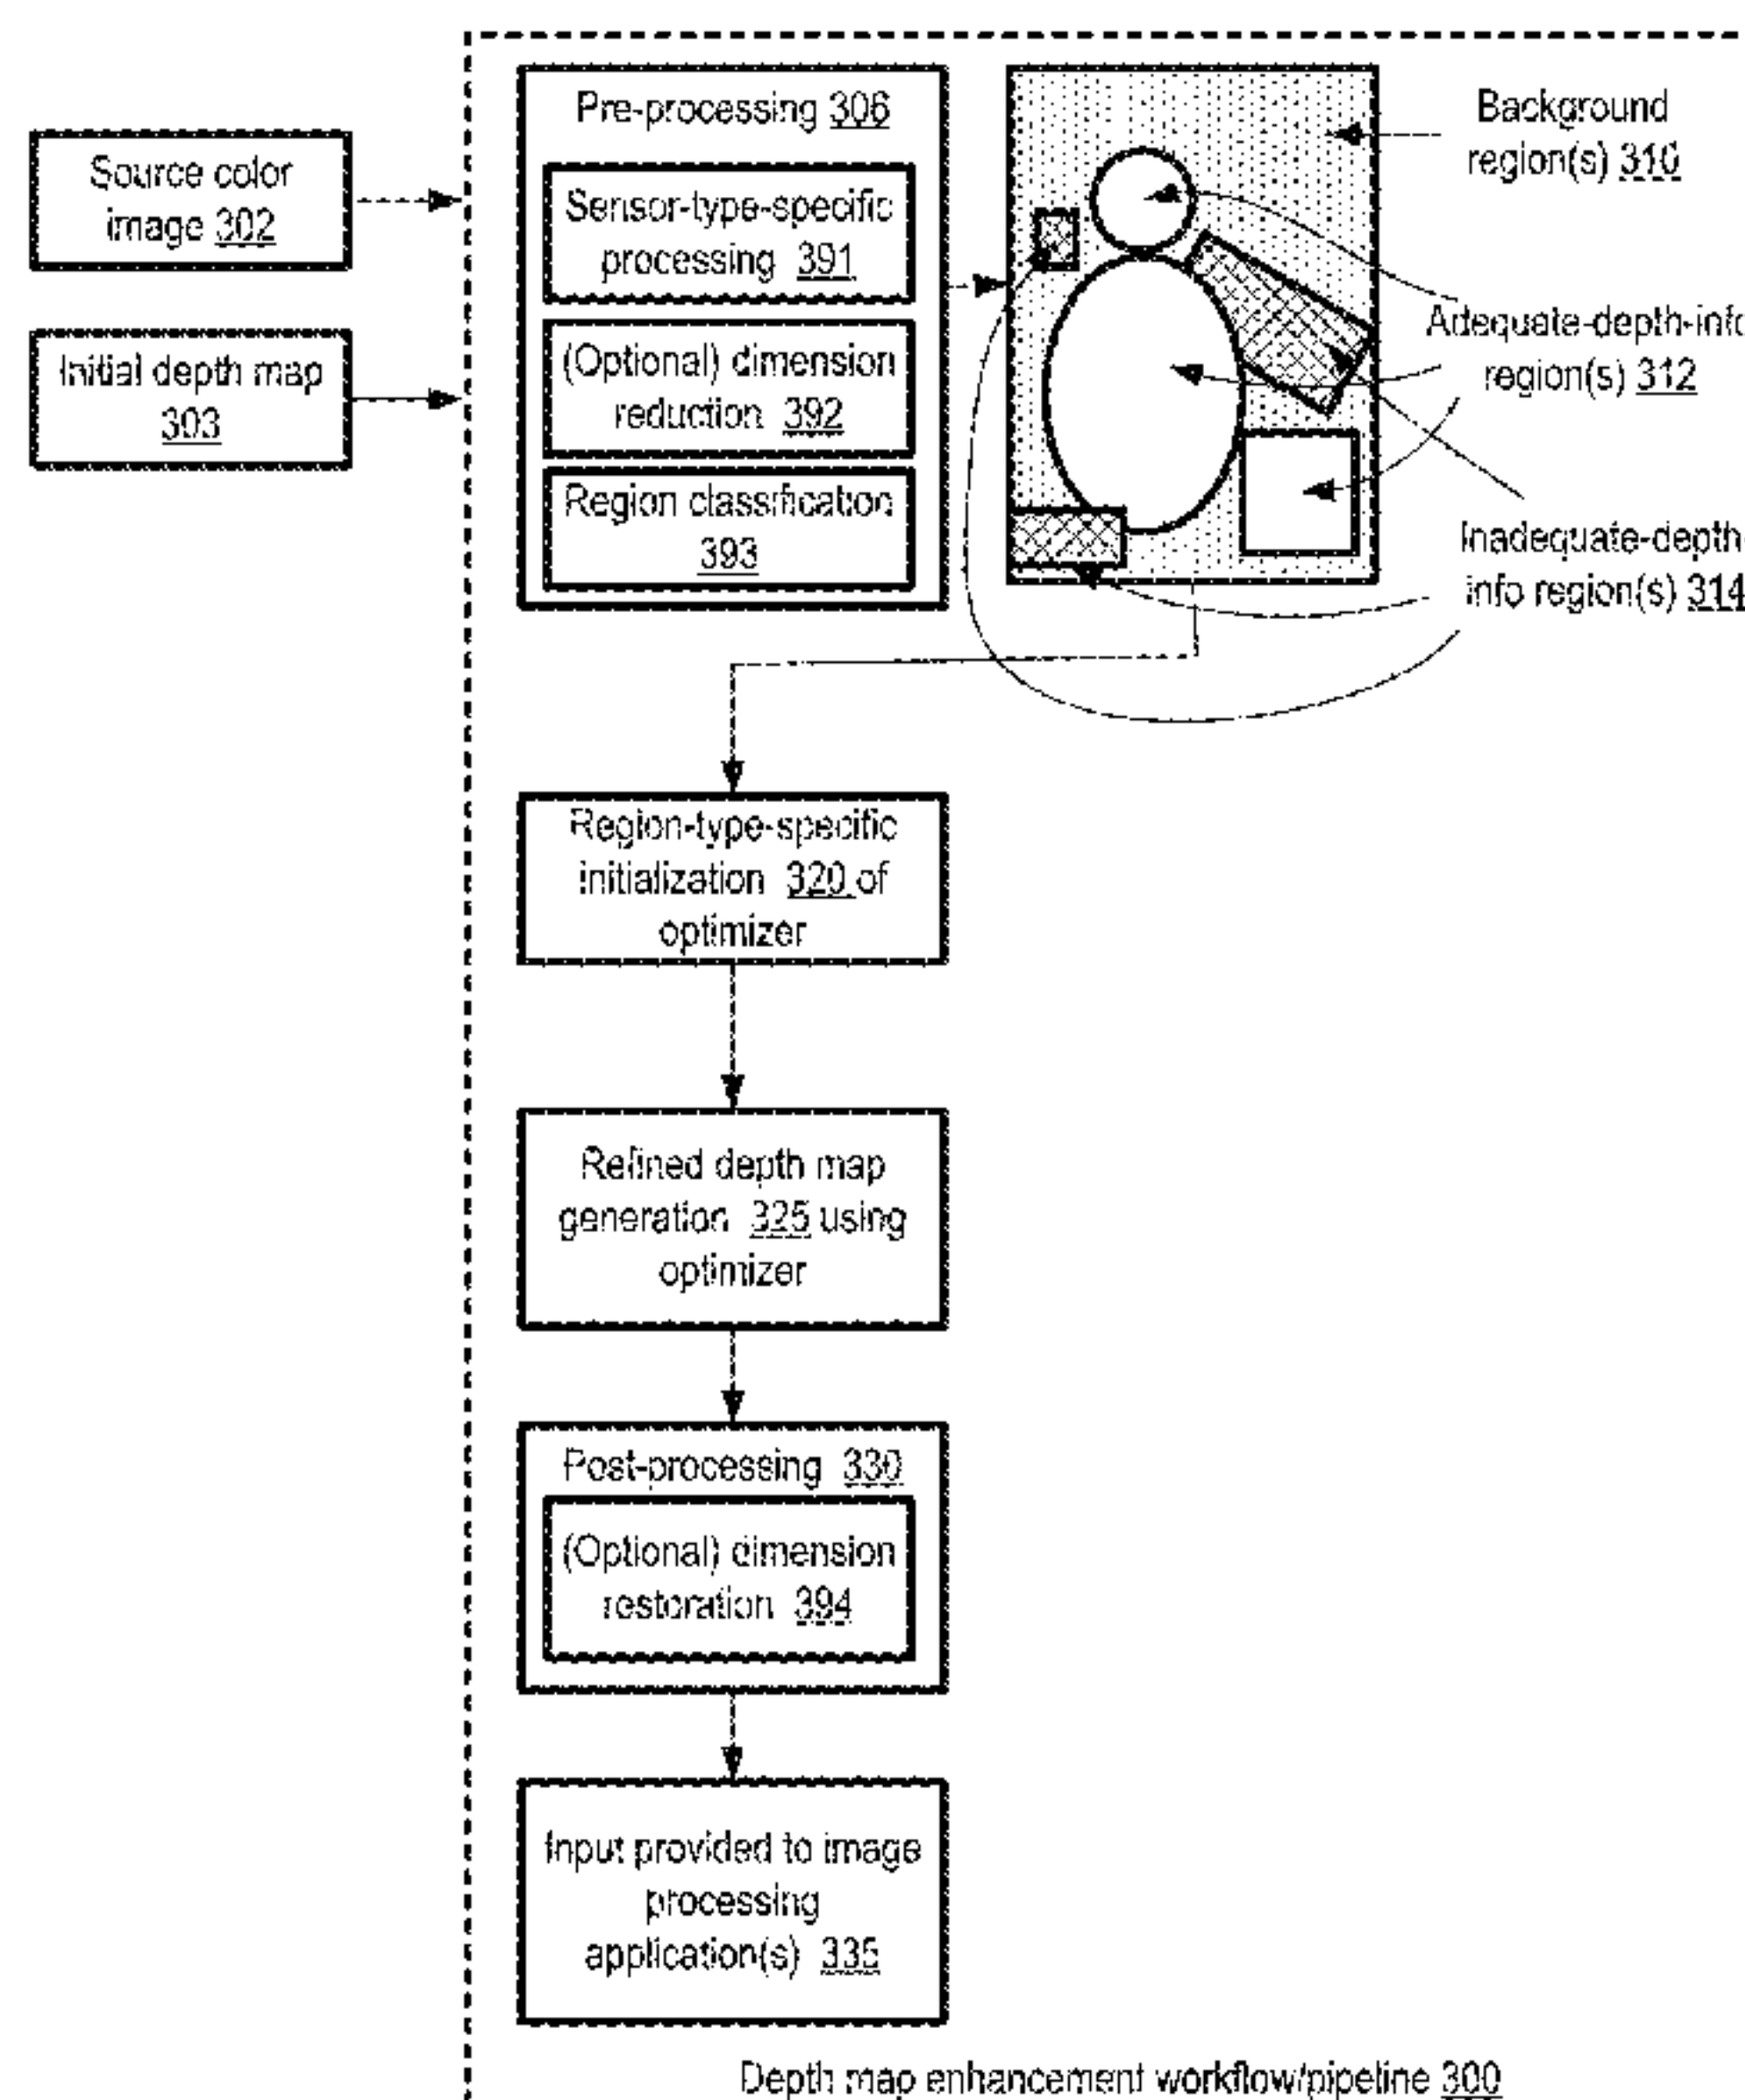 Source color
image 302
Initial depth map
303
Pre-processing 306
Sensor-type-specific
processing 391
(Optional) dimension
reduction 392
Region classification
393
Background
region(s) 310
Adequate-depth-info
region(s) 312
Inadequate-depth-
info region(s) 314
Region-type-specific
initialization 320 of
optimizer
Refined depth map
generation 325 using
optimizer
Post-processing 330
(Optional) dimension
restoration 394
Input provided to image
processing
application(s) 335
Depth map enhancement workflow/pipeline 300